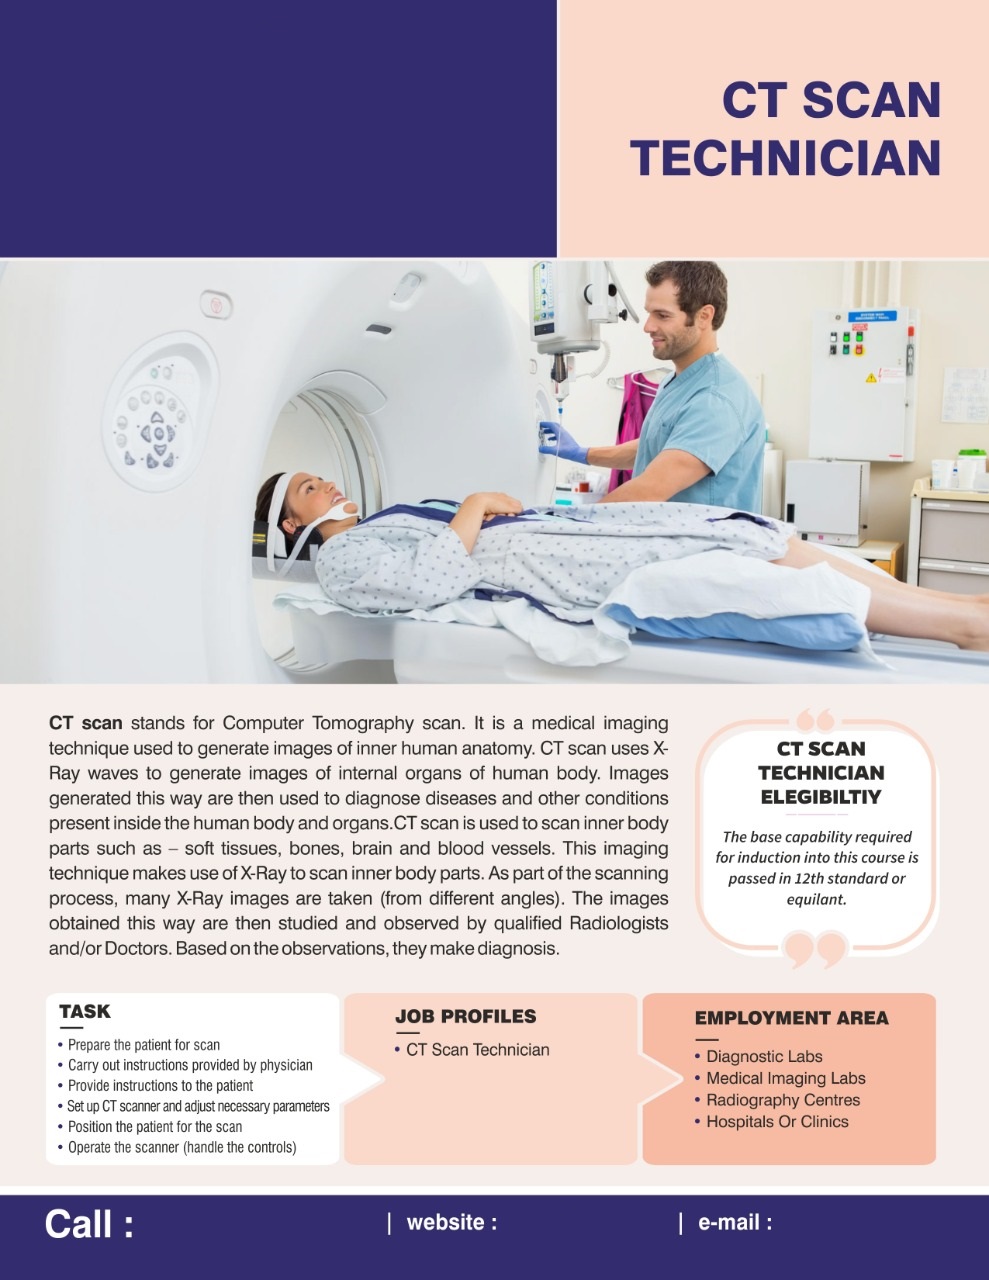 CT SCAN
TECHNICIAN
CT scan stands for Computer Tomography scan. It is a medical imaging
technique used to generate images of inner human anatomy. CT scan uses X-
Ray waves to generate images of internal organs of human body. Images
generated this way are then used to diagnose diseases and other conditions
present inside the human body and organs.CT scan is used to scan inner body
parts such as – soft tissues, bones, brain and blood vessels. This imaging
technique makes use of X-Ray to scan inner body parts. As part of the scanning
process, many X-Ray images are taken (from different angles). The images
obtained this way are then studied and observed by qualified Radiologists
and/or Doctors. Based on the observations, they make diagnosis.
CT SCAN
TECHNICIAN
ELEGIBILTIY
The base capability required
for induction into this course is
passed in 12th standard or
equilant.
TASK
• Prepare the patient for scan
• Carry out instructions provided by physician
• Provide instructions to the patient
• Set up CT scanner and adjust necessary parameters
• Position the patient for the scan
• Operate the scanner (handle the controls)
JOB PROFILES
• CT Scan Technician
EMPLOYMENT AREA
• Diagnostic Labs
• Medical Imaging Labs
• Radiography Centres
• Hospitals Or Clinics
Call :
| website :
| e-mail :